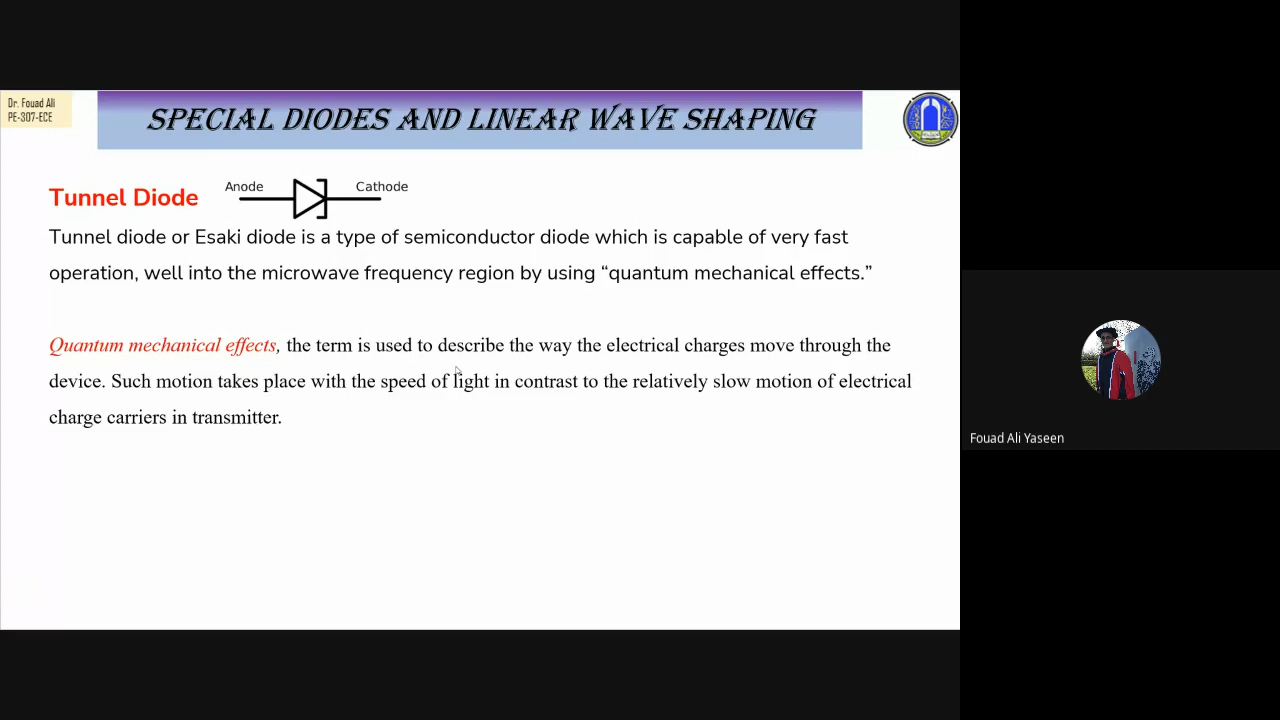 Dr. Fouad Ali
PE-307-ECE
SPECIAL DIODES AND LINEAR WAVE SHAPING
Tunnel Diode
Anode
Cathode
Tunnel diode or Esaki diode is a type of semiconductor diode which is capable of very fast
operation, well into the microwave frequency region by using “quantum mechanical effects.”
Quantum mechanical effects, the term is used to describe the way the electrical charges move through the
device. Such motion takes place with the speed of light in contrast to the relatively slow motion of electrical
charge carriers in transmitter.
Fouad Ali Yaseen